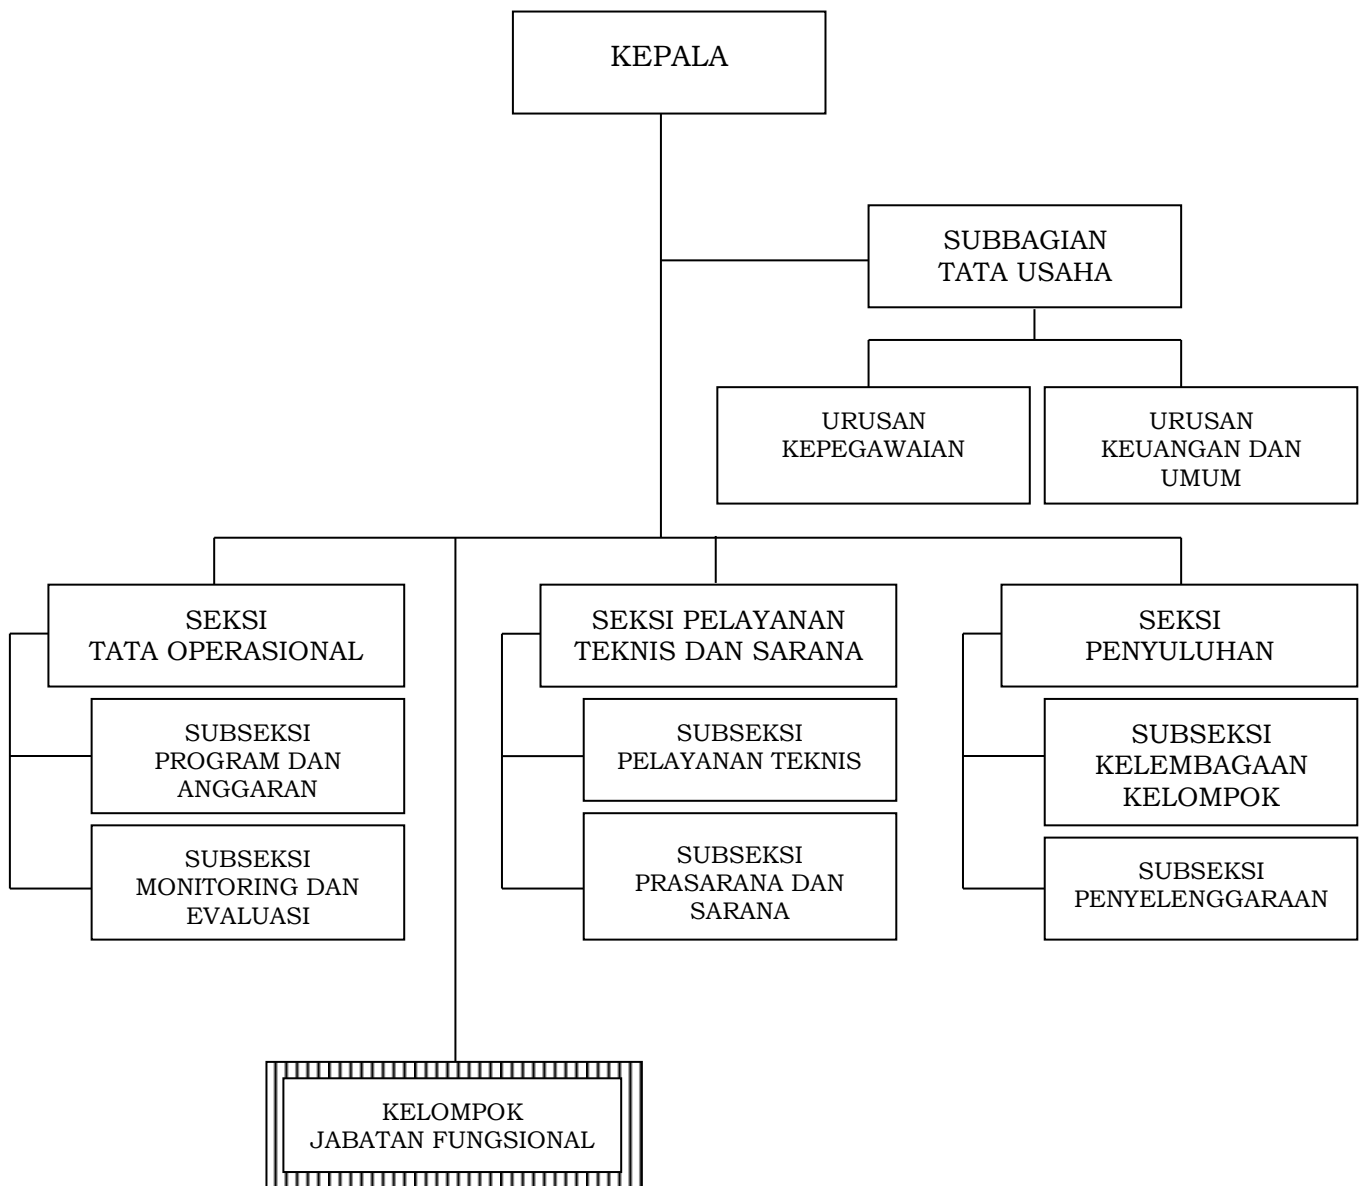 KEPALA
SUBBAGIAN
TATA USAHA
URUSAN
KEPEGAWAIAN
URUSAN
KEUANGAN DAN
UMUM
SEKSI
TATA OPERASIONAL
SUBSEKSI
PROGRAM DAN
ANGGARAN
SUBSEKSI
MONITORING DAN
EVALUASI
SEKSI PELAYANAN
TEKNIS DAN SARANA
SUBSEKSI
PELAYANAN TEKNIS
SUBSEKSI
PRASARANA DAN
SARANA
SEKSI
PENYULUHAN
SUBSEKSI
KELEMBAGAAN
KELOMPOK
SUBSEKSI
PENYELENGGARAAN
KELOMPOK
JABATAN FUNGSIONAL